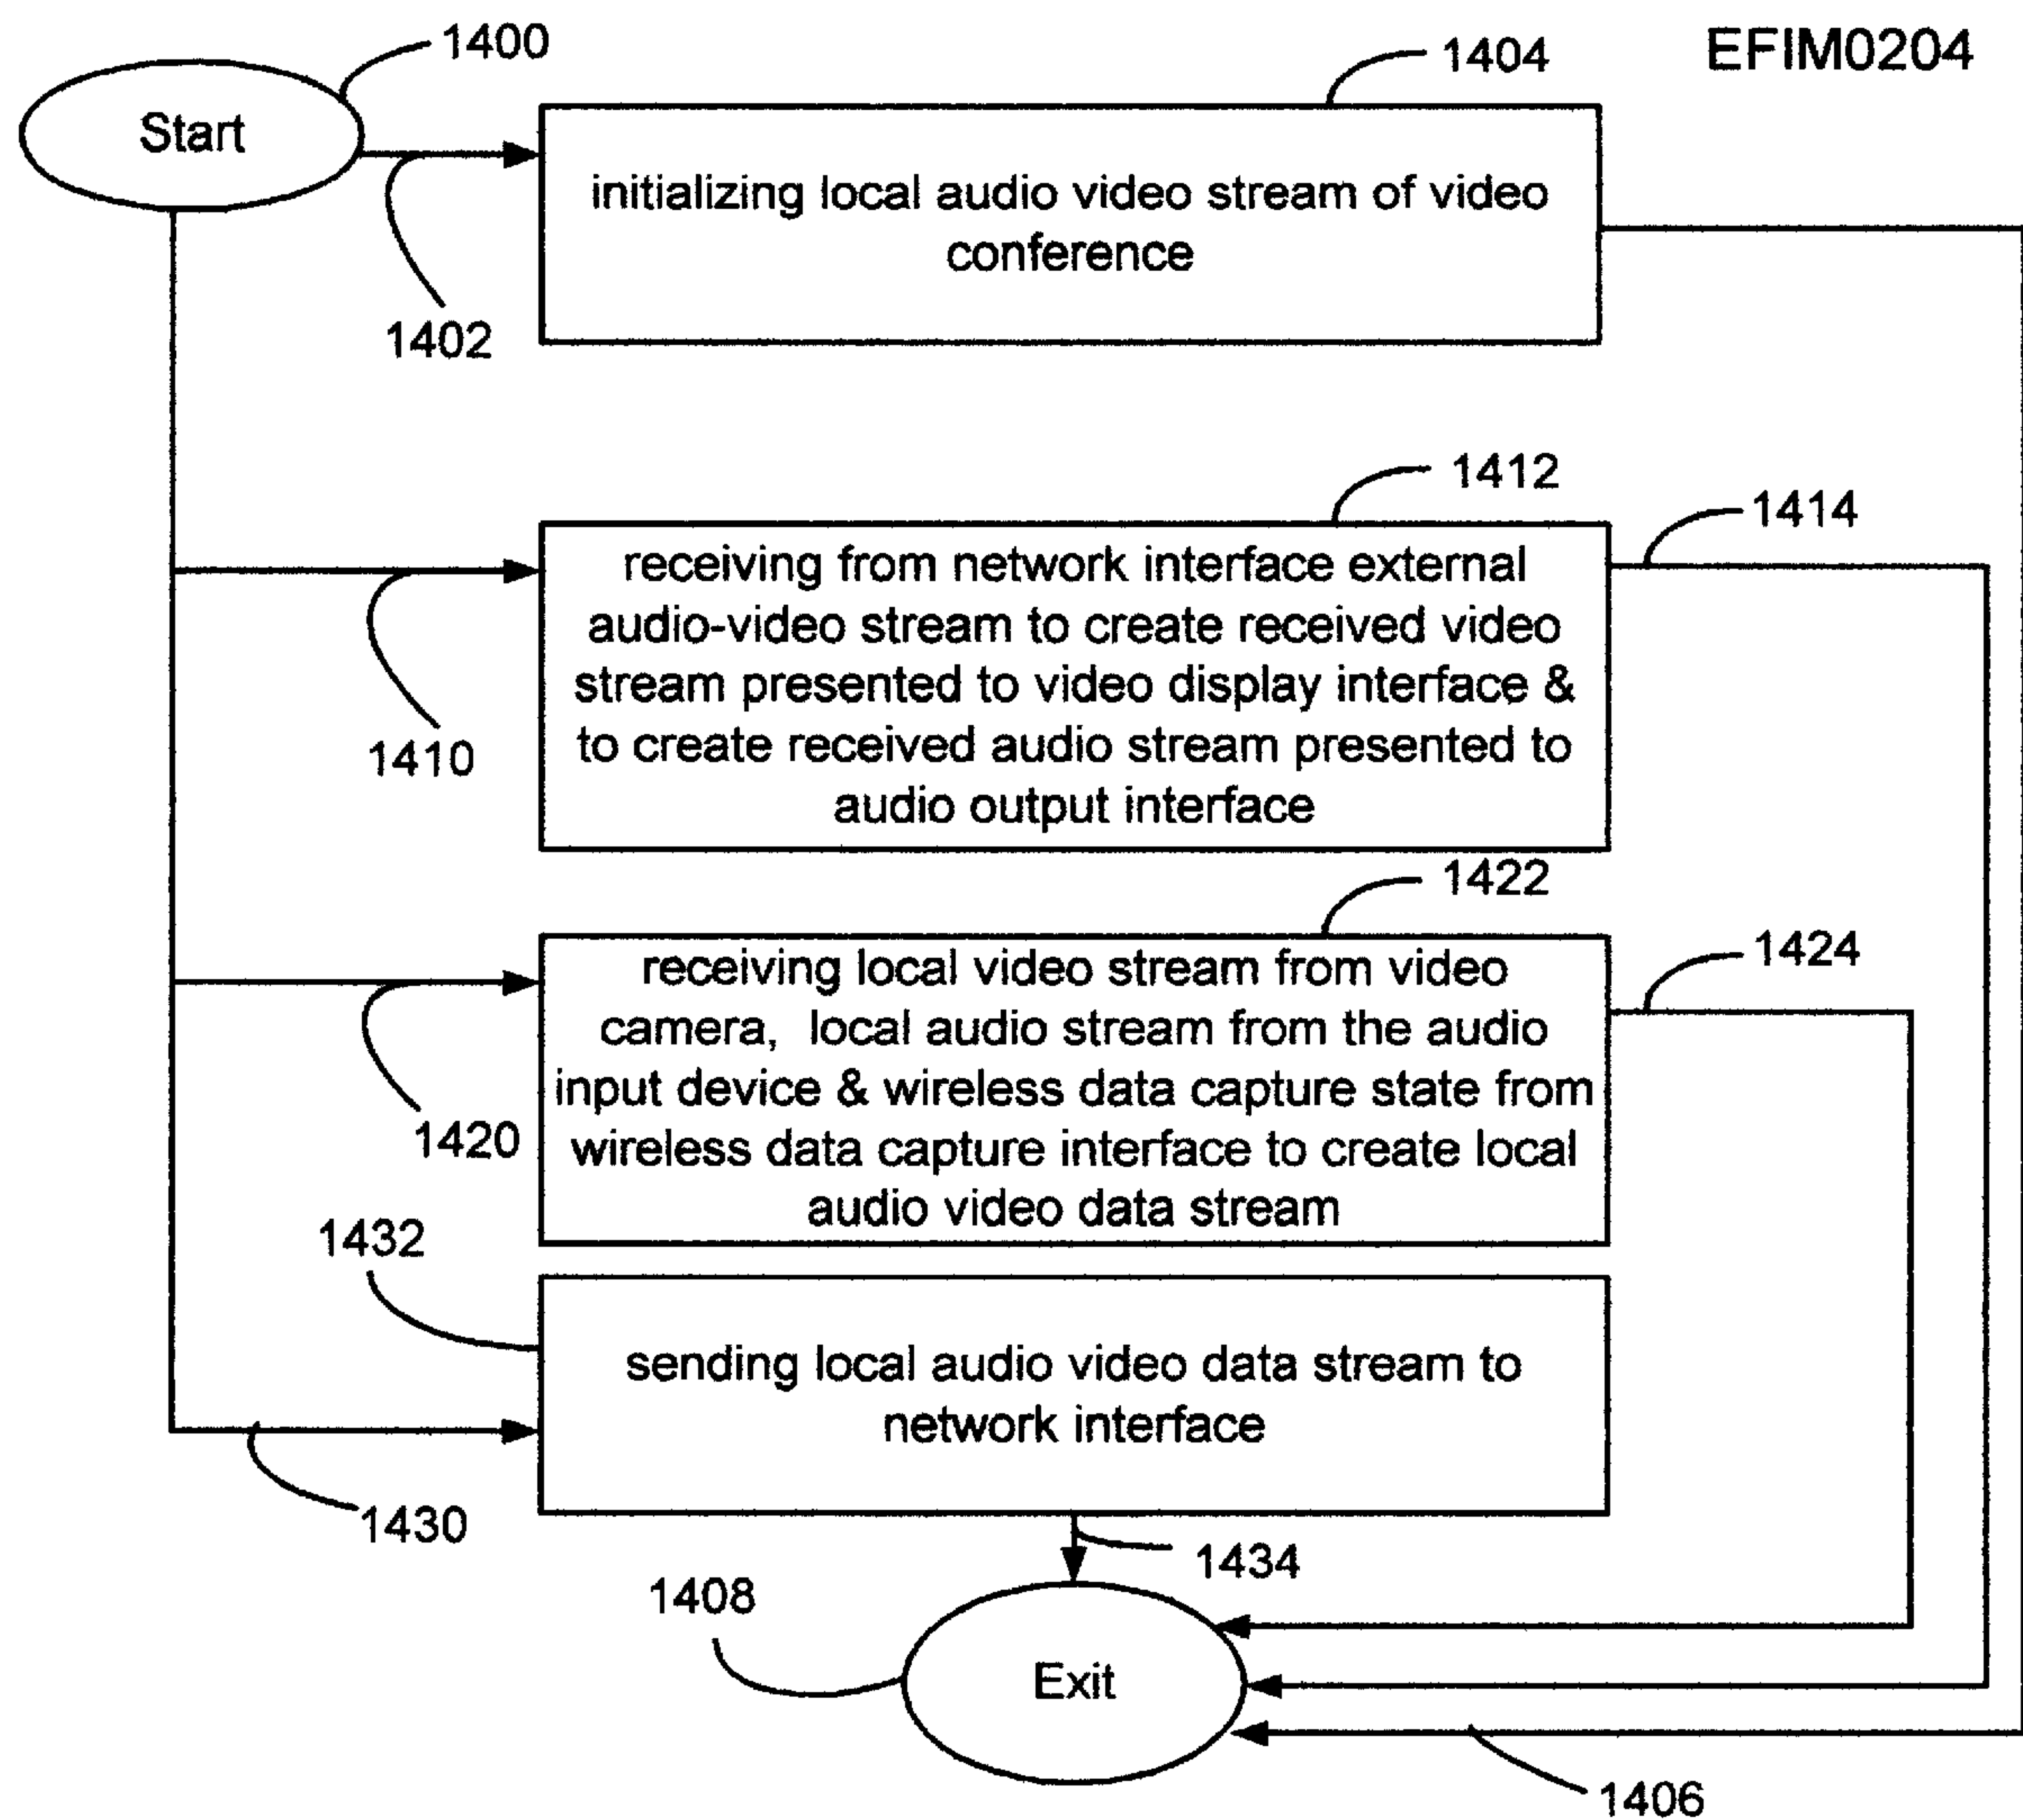 1400
1404
EFIM0204
Start
initializing local audio video stream of video
conference
1402
1412
1414
receiving from network interface external
audio-video stream to create received video
stream presented to video display interface &
to create received audio stream presented to
audio output interface
1410
1422
1424
receiving local video stream from video
camera, local audio stream from the audio
input device & wireless data capture state from
wireless data capture interface to create local
audio video data stream
1420
1432
sending local audio video data stream to
network interface
1430
1434
1408
Exit
1406